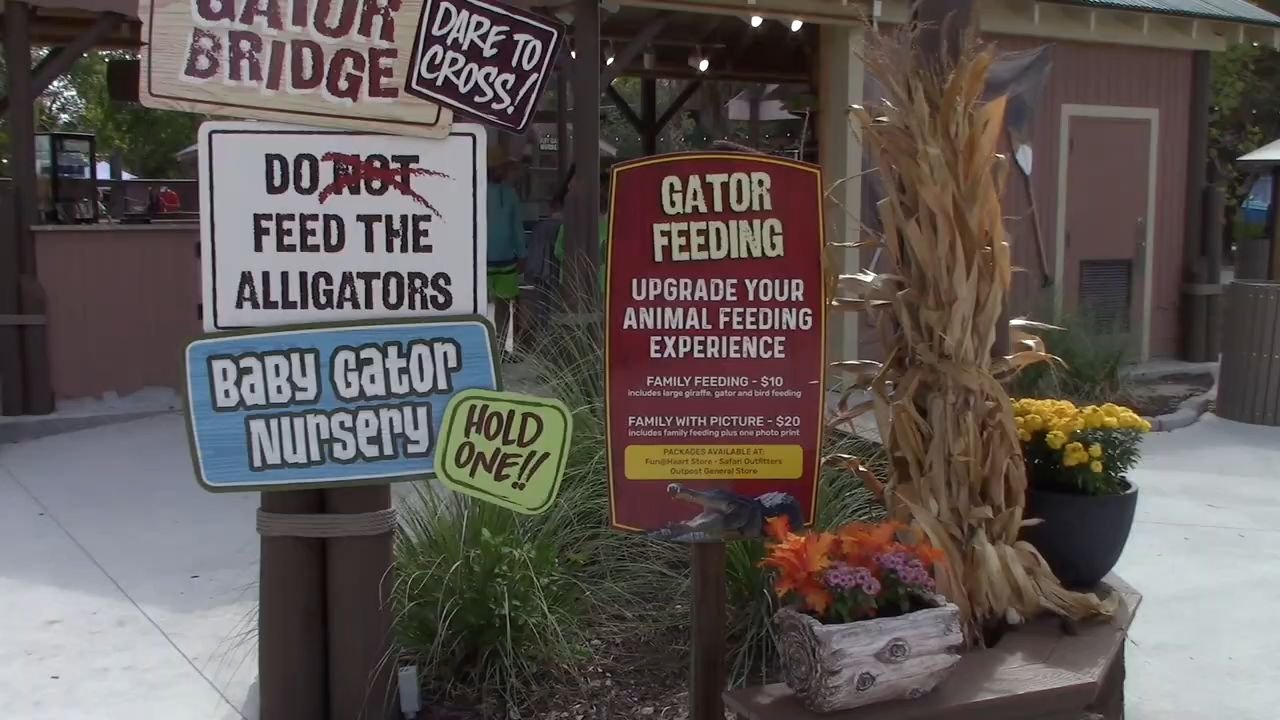 GATOR
BRIDGE
DARE TO
CROSS!
DO NOT
FEED THE
ALLIGATORS
BABY GATOR
NURSERY
HOLD
ONE!!
GATOR
FEEDING
UPGRADE YOUR
ANIMAL FEEDING
EXPERIENCE
FAMILY FEEDING - $10
includes large giraffe, gator and bird feeding
FAMILY WITH PICTURE - $20
includes family feeding plus one photo print
PACKAGES AVAILABLE AT:
Fun@Heart Store - Safari Outfitters
Outpost General Store